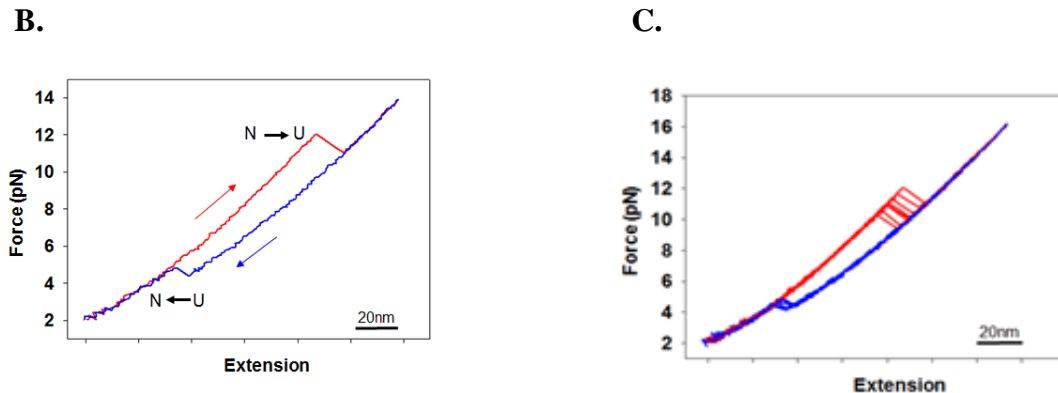 B.
14
12
10
8
6
4
2
Force (pN)
N → U
N ← U
20nm
Extension
C.
18
16
14
12
10
8
6
4
2
Force (pN)
20nm
Extension